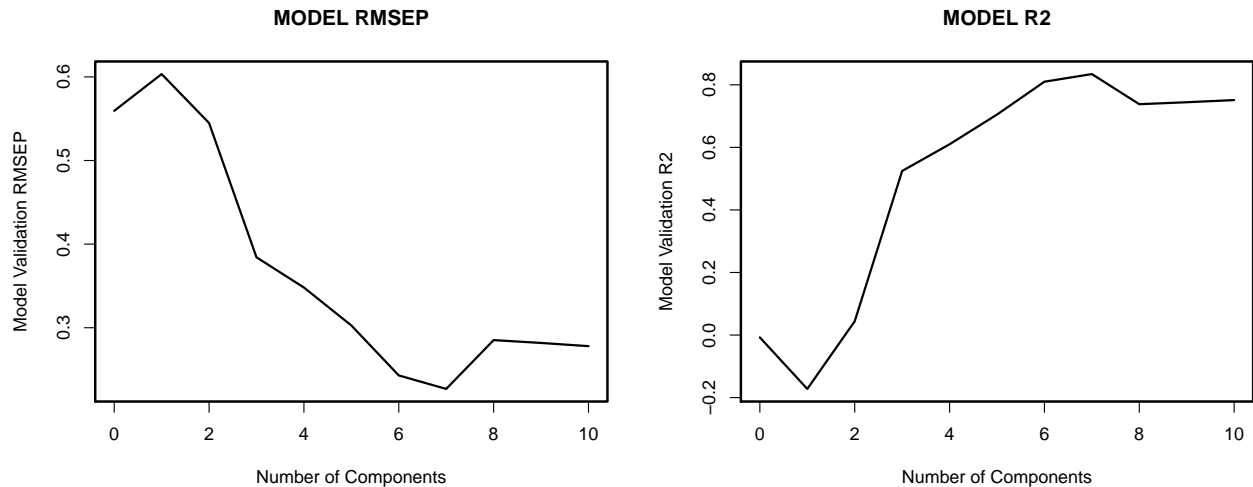 MODEL RMSEP
Model Validation RMSEP
0.6
0.5
0.4
0.3
0 2 4 6 8 10
Number of Components
MODEL R2
Model Validation R2
0.8
0.6
0.4
0.2
0.0
−0.2
0 2 4 6 8 10
Number of Components